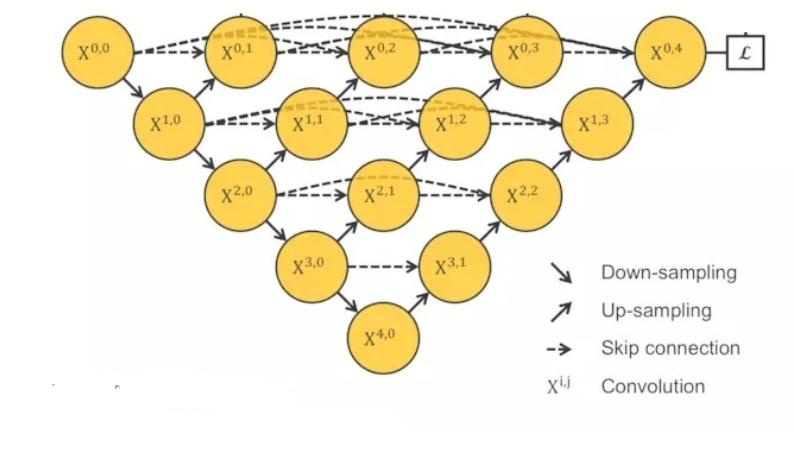 X^{0,0} X^{0,1} X^{0,2} X^{0,3} X^{0,4} ℒ
X^{1,0} X^{1,1} X^{1,2} X^{1,3}
X^{2,0} X^{2,1} X^{2,2}
X^{3,0} X^{3,1}
X^{4,0}
Down-sampling
Up-sampling
Skip connection
X^{i,j} Convolution